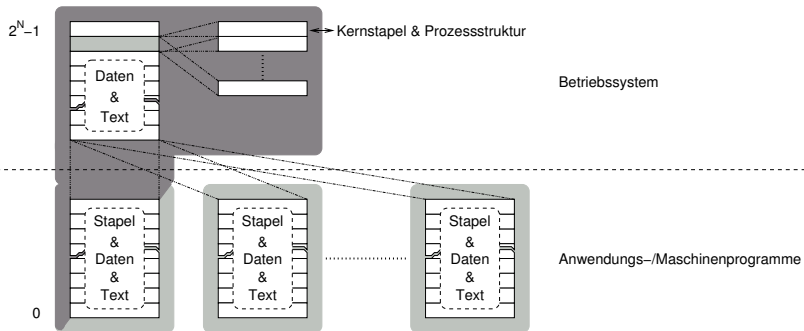 2^N−1
Kernstapel & Prozessstruktur
Daten
&
Text
Betriebssystem
Stapel
&
Daten
&
Text
Stapel
&
Daten
&
Text
Stapel
&
Daten
&
Text
Anwendungs−/Maschinenprogramme
0